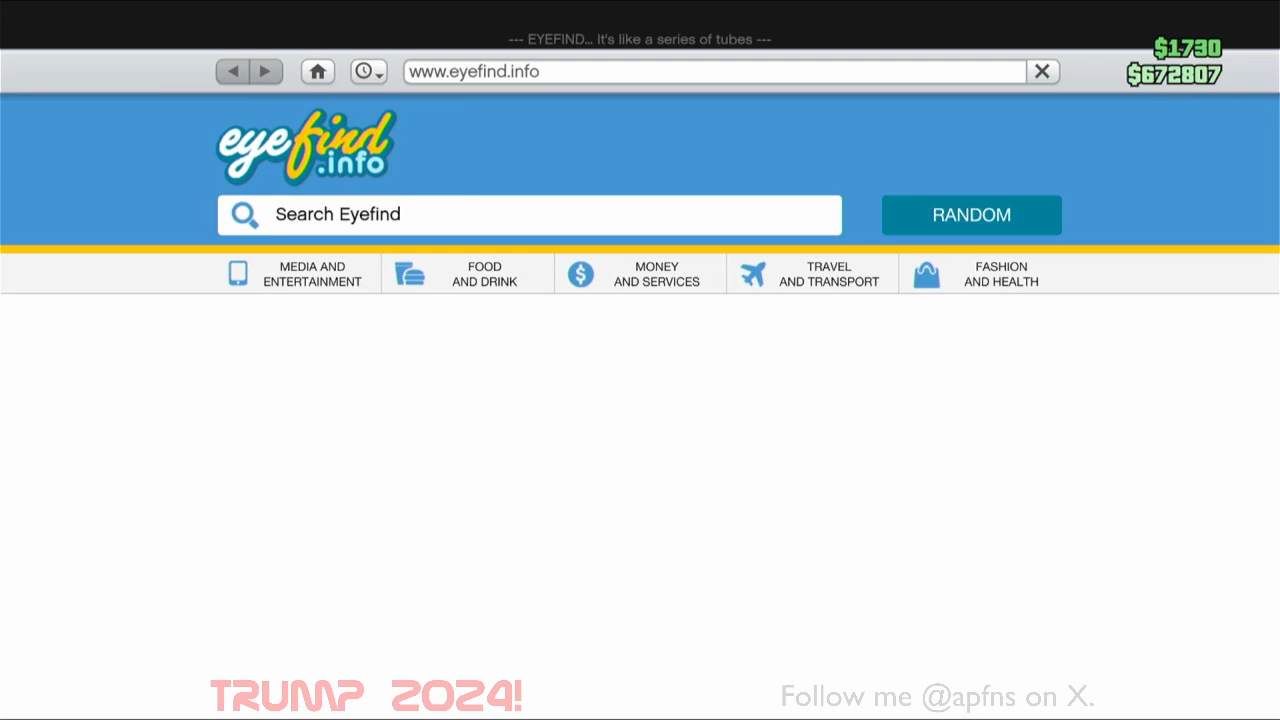 --- EYEFIND... It's like a series of tubes ---
$1730
www.eyefind.info
$672807
eyefind
.info
Search Eyefind
RANDOM
MEDIA AND
ENTERTAINMENT
FOOD
AND DRINK
MONEY
AND SERVICES
TRAVEL
AND TRANSPORT
FASHION
AND HEALTH
TRUMP 2024!
Follow me @apfns on X.